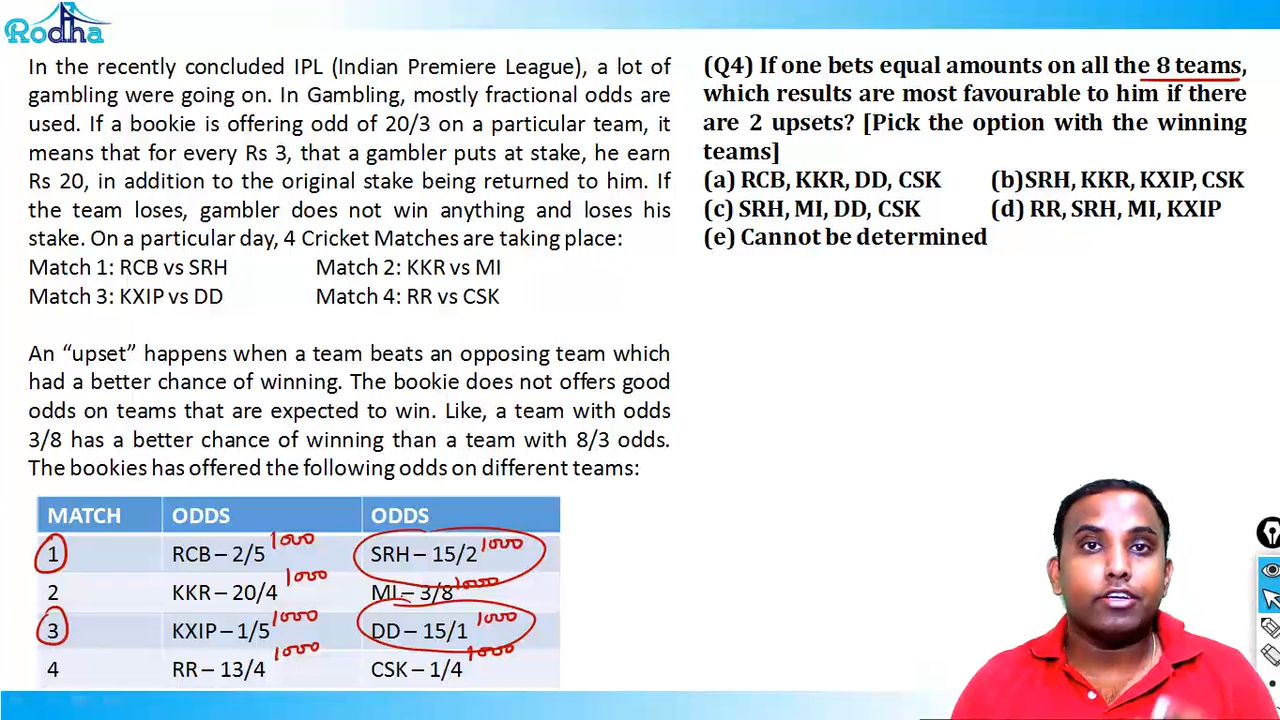 Rodha
In the recently concluded IPL (Indian Premiere League), a lot of
gambling were going on. In Gambling, mostly fractional odds are
used. If a bookie is offering odd of 20/3 on a particular team, it
means that for every Rs 3, that a gambler puts at stake, he earn
Rs 20, in addition to the original stake being returned to him. If
the team loses, gambler does not win anything and loses his
stake. On a particular day, 4 Cricket Matches are taking place:
Match 1: RCB vs SRH Match 2: KKR vs MI
Match 3: KXIP vs DD Match 4: RR vs CSK
An “upset” happens when a team beats an opposing team which
had a better chance of winning. The bookie does not offers good
odds on teams that are expected to win. Like, a team with odds
3/8 has a better chance of winning than a team with 8/3 odds.
The bookies has offered the following odds on different teams:
MATCH ODDS ODDS
1 RCB – 2/5 1000 SRH – 15/2 1000
2 KKR – 20/4 1000 MI – 3/8 1000
3 KXIP – 1/5 1000 DD – 15/1 1000
4 RR – 13/4 1000 CSK – 1/4 1000
(Q4) If one bets equal amounts on all the 8 teams,
which results are most favourable to him if there
are 2 upsets? [Pick the option with the winning
teams]
(a) RCB, KKR, DD, CSK (b)SRH, KKR, KXIP, CSK
(c) SRH, MI, DD, CSK (d) RR, SRH, MI, KXIP
(e) Cannot be determined